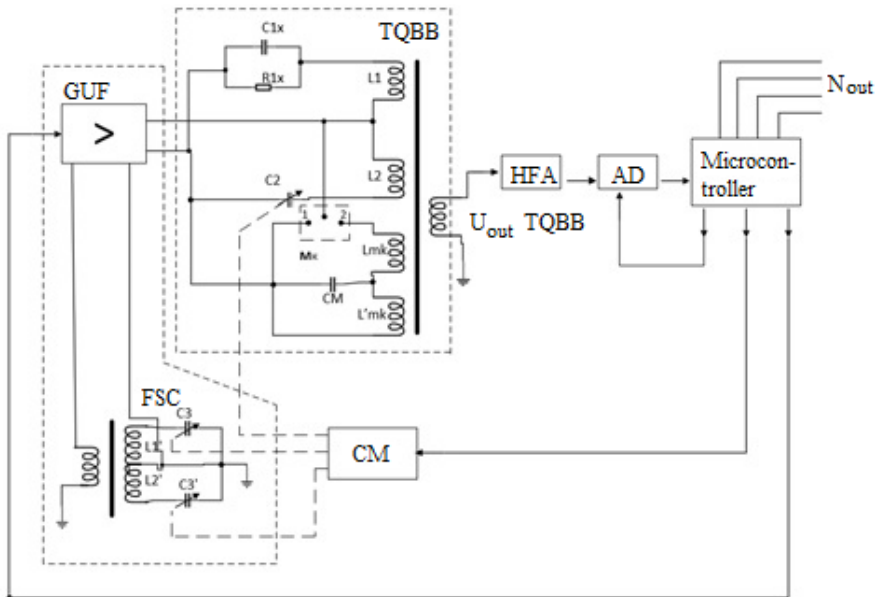 C1x
TQBB
R1x
L1
GUF
>
Nout
Microcon-
troller
HFA
AD
L2
C2
1
2
Uout TQBB
Mк
Lmk
CM
L'mk
FSC
C3
L1'
L2'
C3'
CM